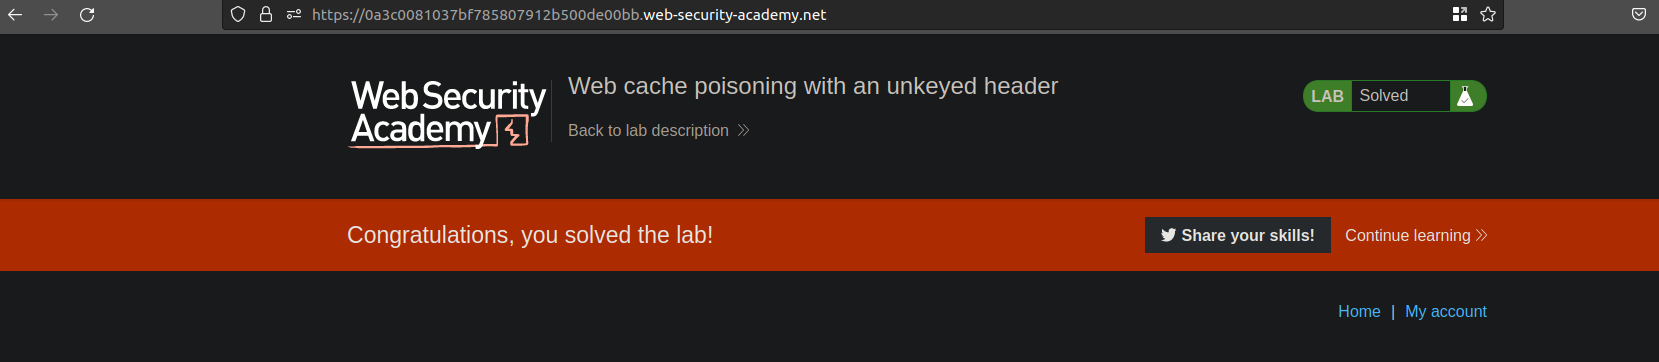 https://0a3c0081037bf785807912b500de00bb.web-security-academy.net
Web Security
Academy
Web cache poisoning with an unkeyed header
Back to lab description
LAB Solved
Congratulations, you solved the lab!
Share your skills! Continue learning
Home | My account